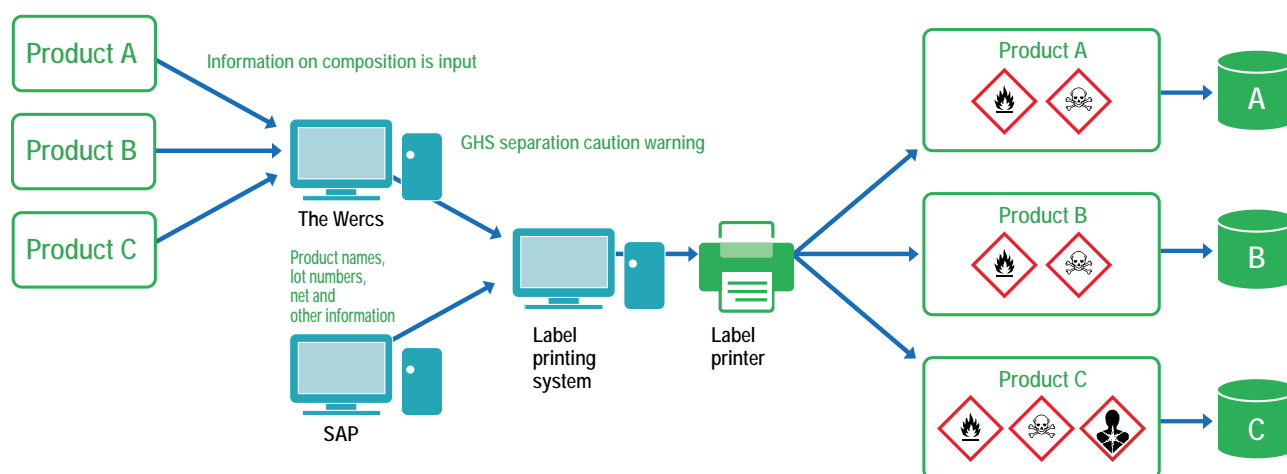 Product A
Product B
Product C
Information on composition is input
The Wercs
GHS separation caution warning
Product names,
lot numbers,
net and
other information
SAP
Label
printing
system
Label
printer
Product A
A
Product B
B
Product C
C